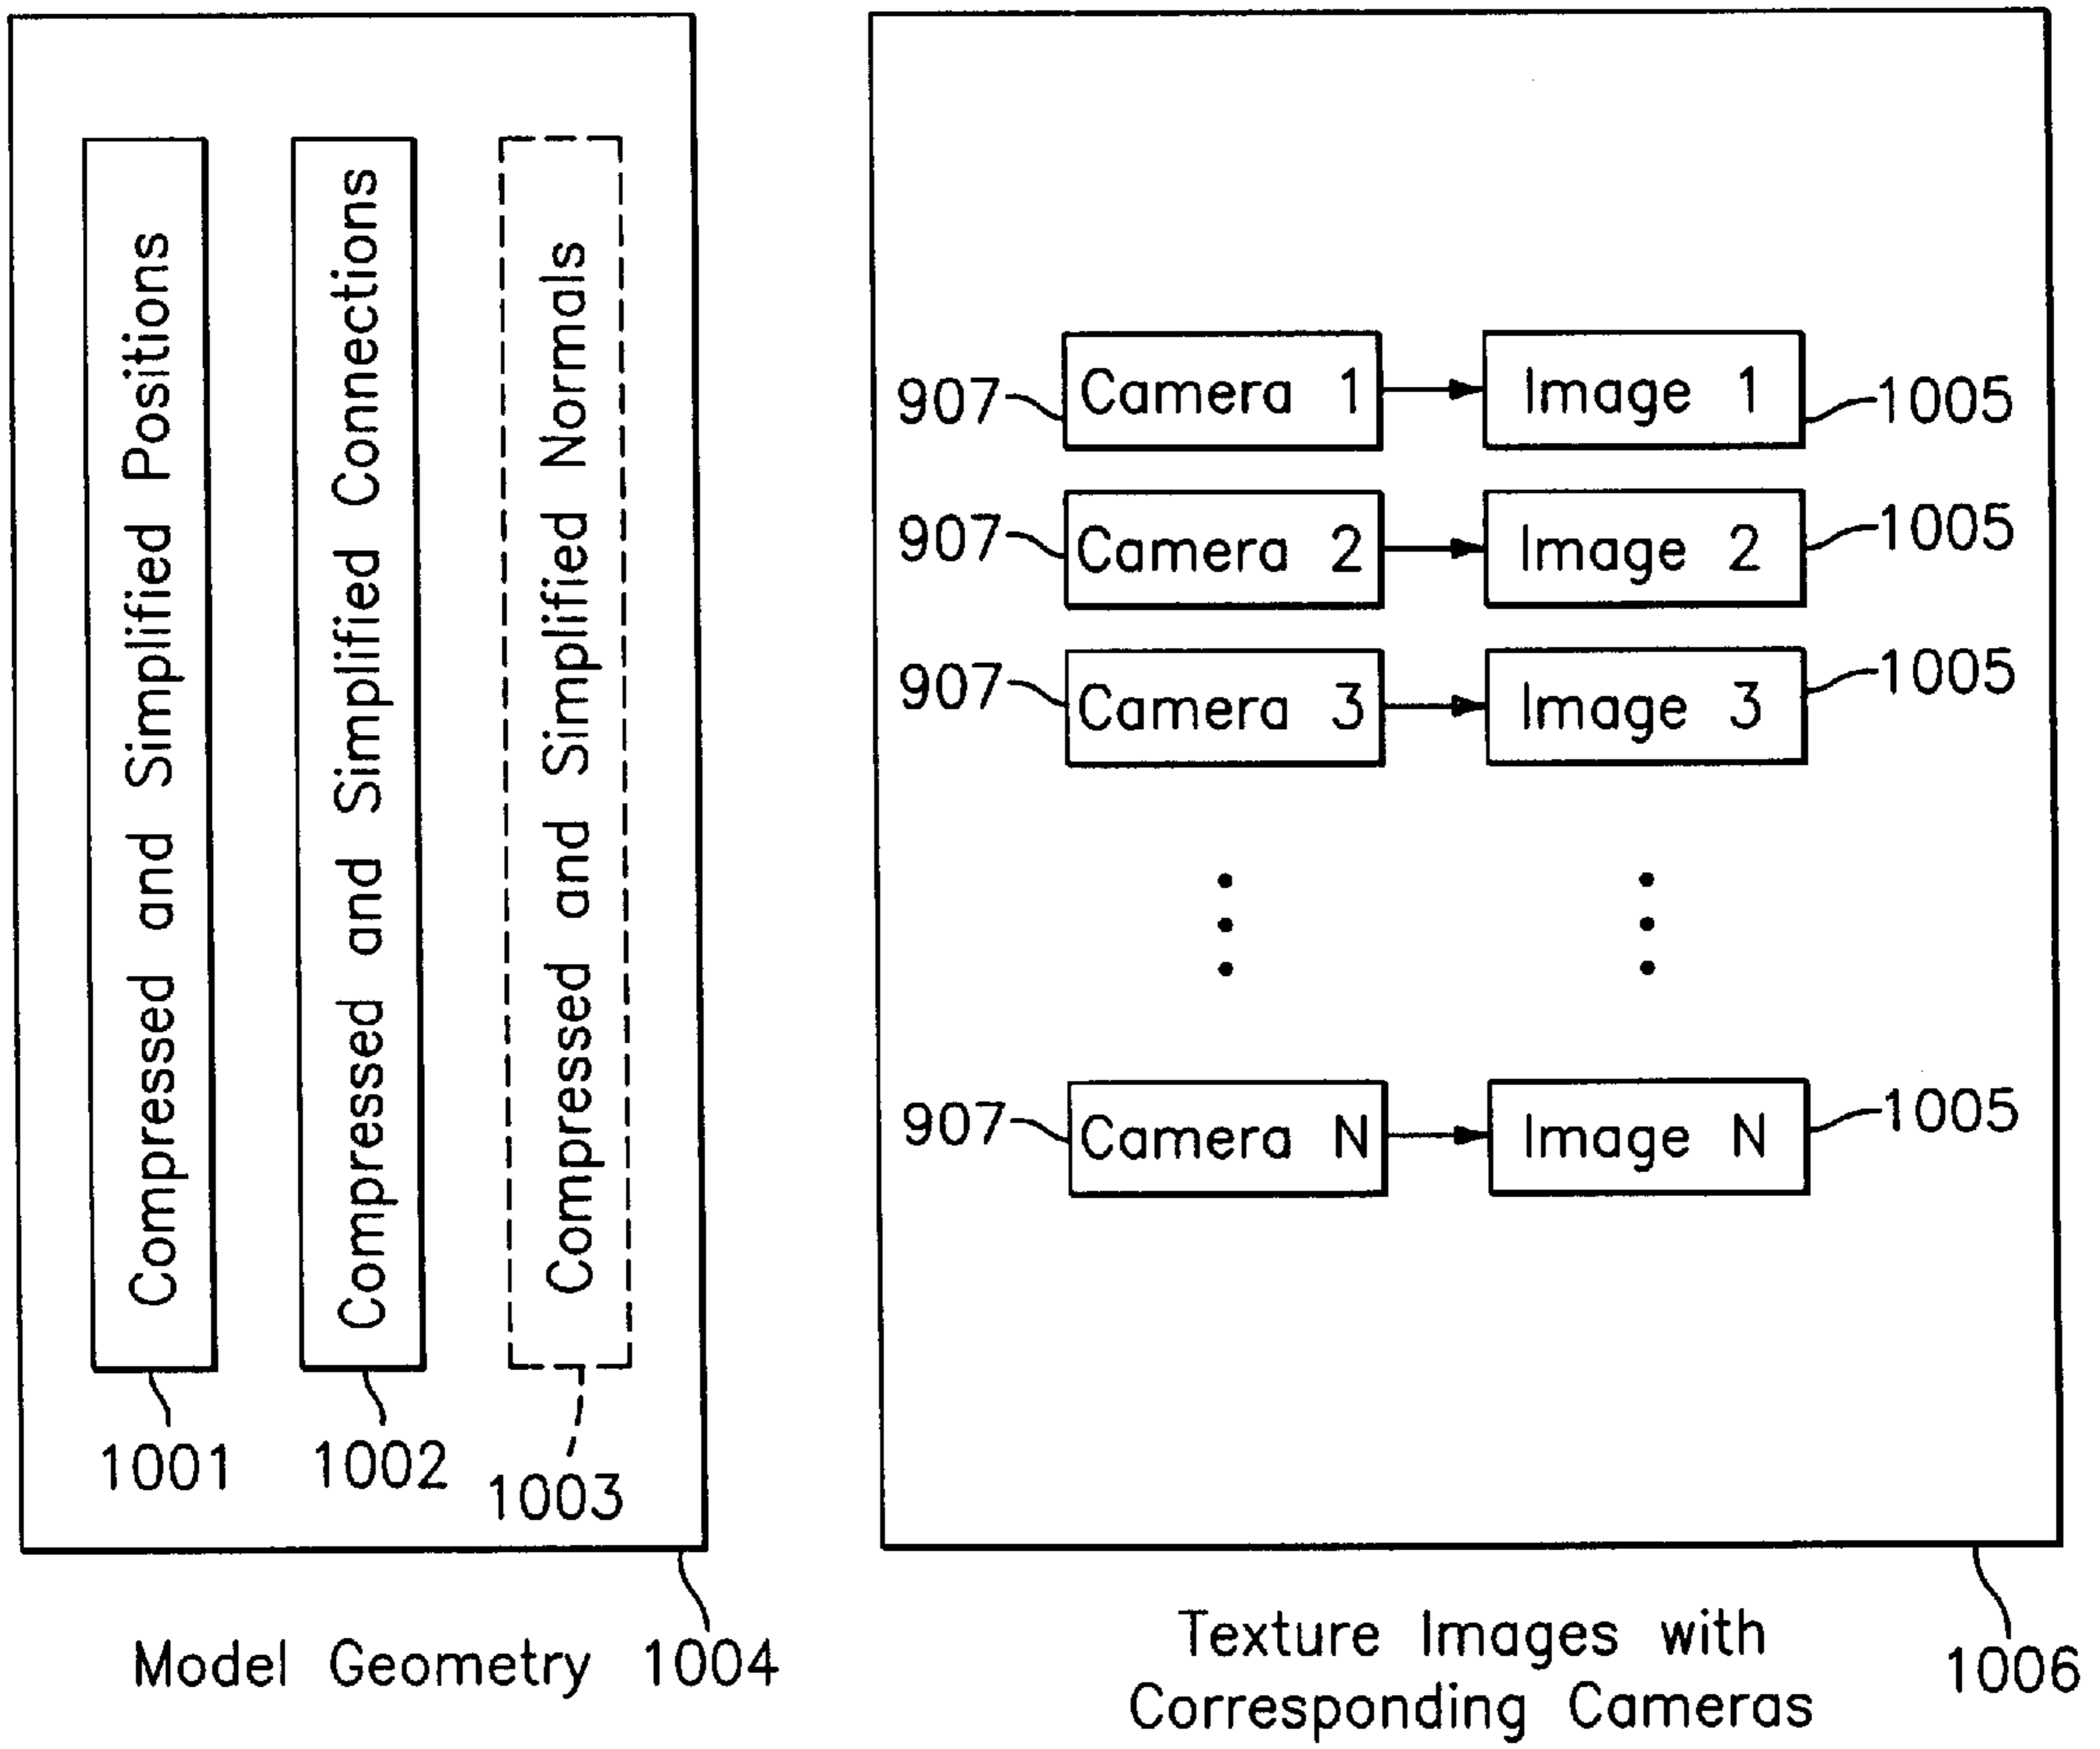 Compressed and Simplified Positions
Compressed and Simplified Connections
Compressed and Simplified Normals
1001
1002
1003
Model Geometry 1004
907 Camera 1 Image 1 1005
907 Camera 2 Image 2 1005
907 Camera 3 Image 3 1005
907 Camera N Image N 1005
Texture Images with
Corresponding Cameras
1006